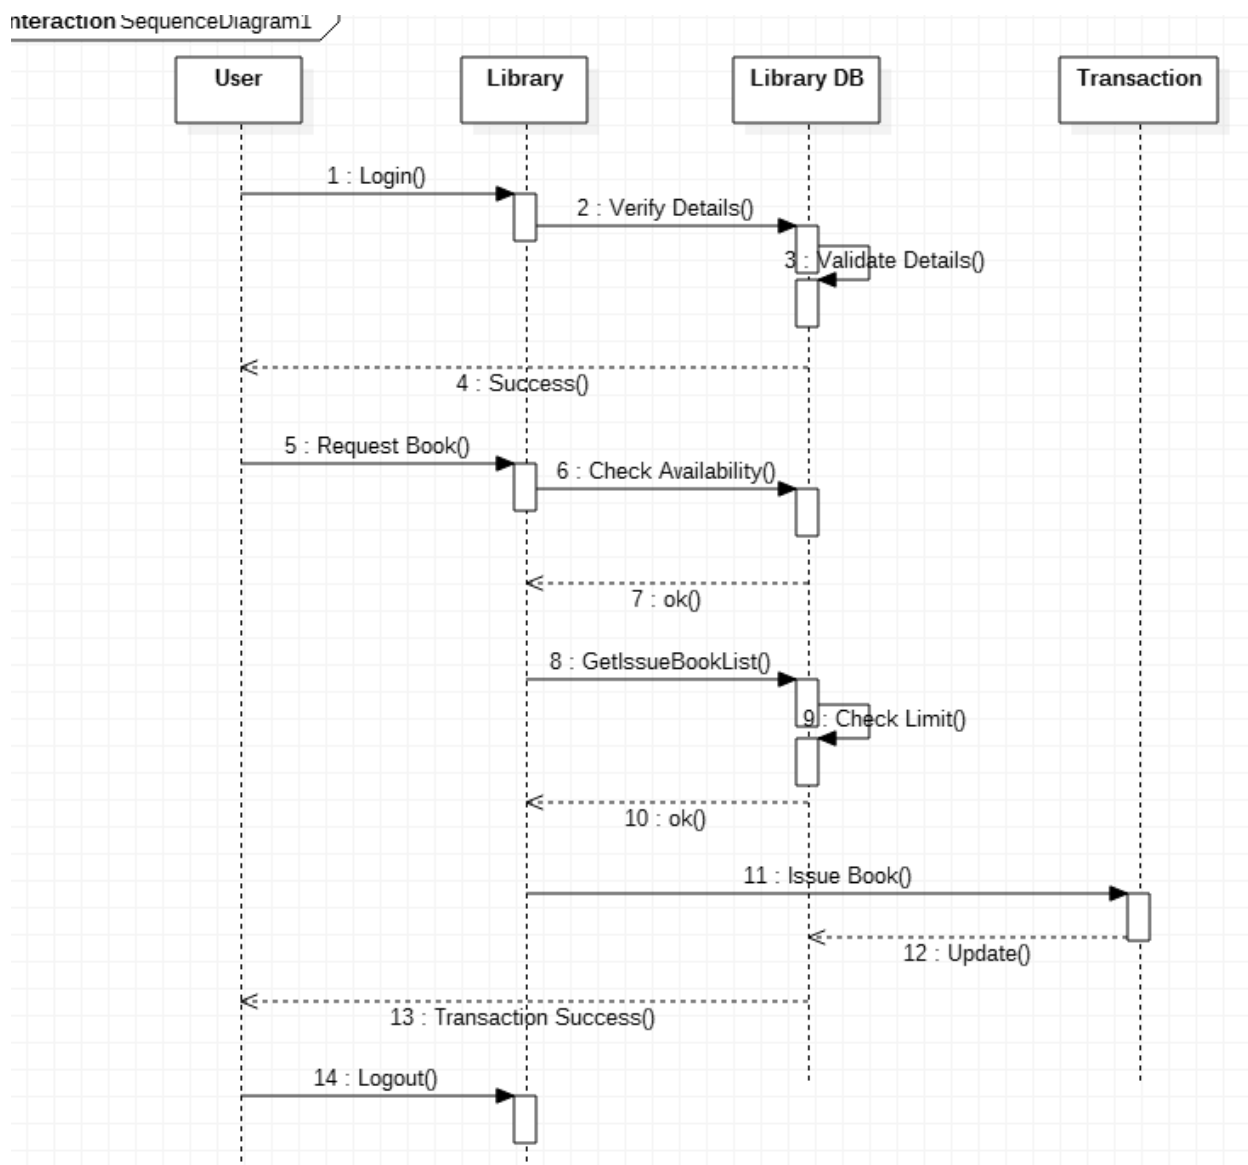 nteraction SequenceDiagram1
User Library Library DB Transaction
1 : Login()
2 : Verify Details()
3 : Validate Details()
4 : Success()
5 : Request Book()
6 : Check Availability()
7 : ok()
8 : GetIssueBookList()
9 : Check Limit()
10 : ok()
11 : Issue Book()
12 : Update()
13 : Transaction Success()
14 : Logout()